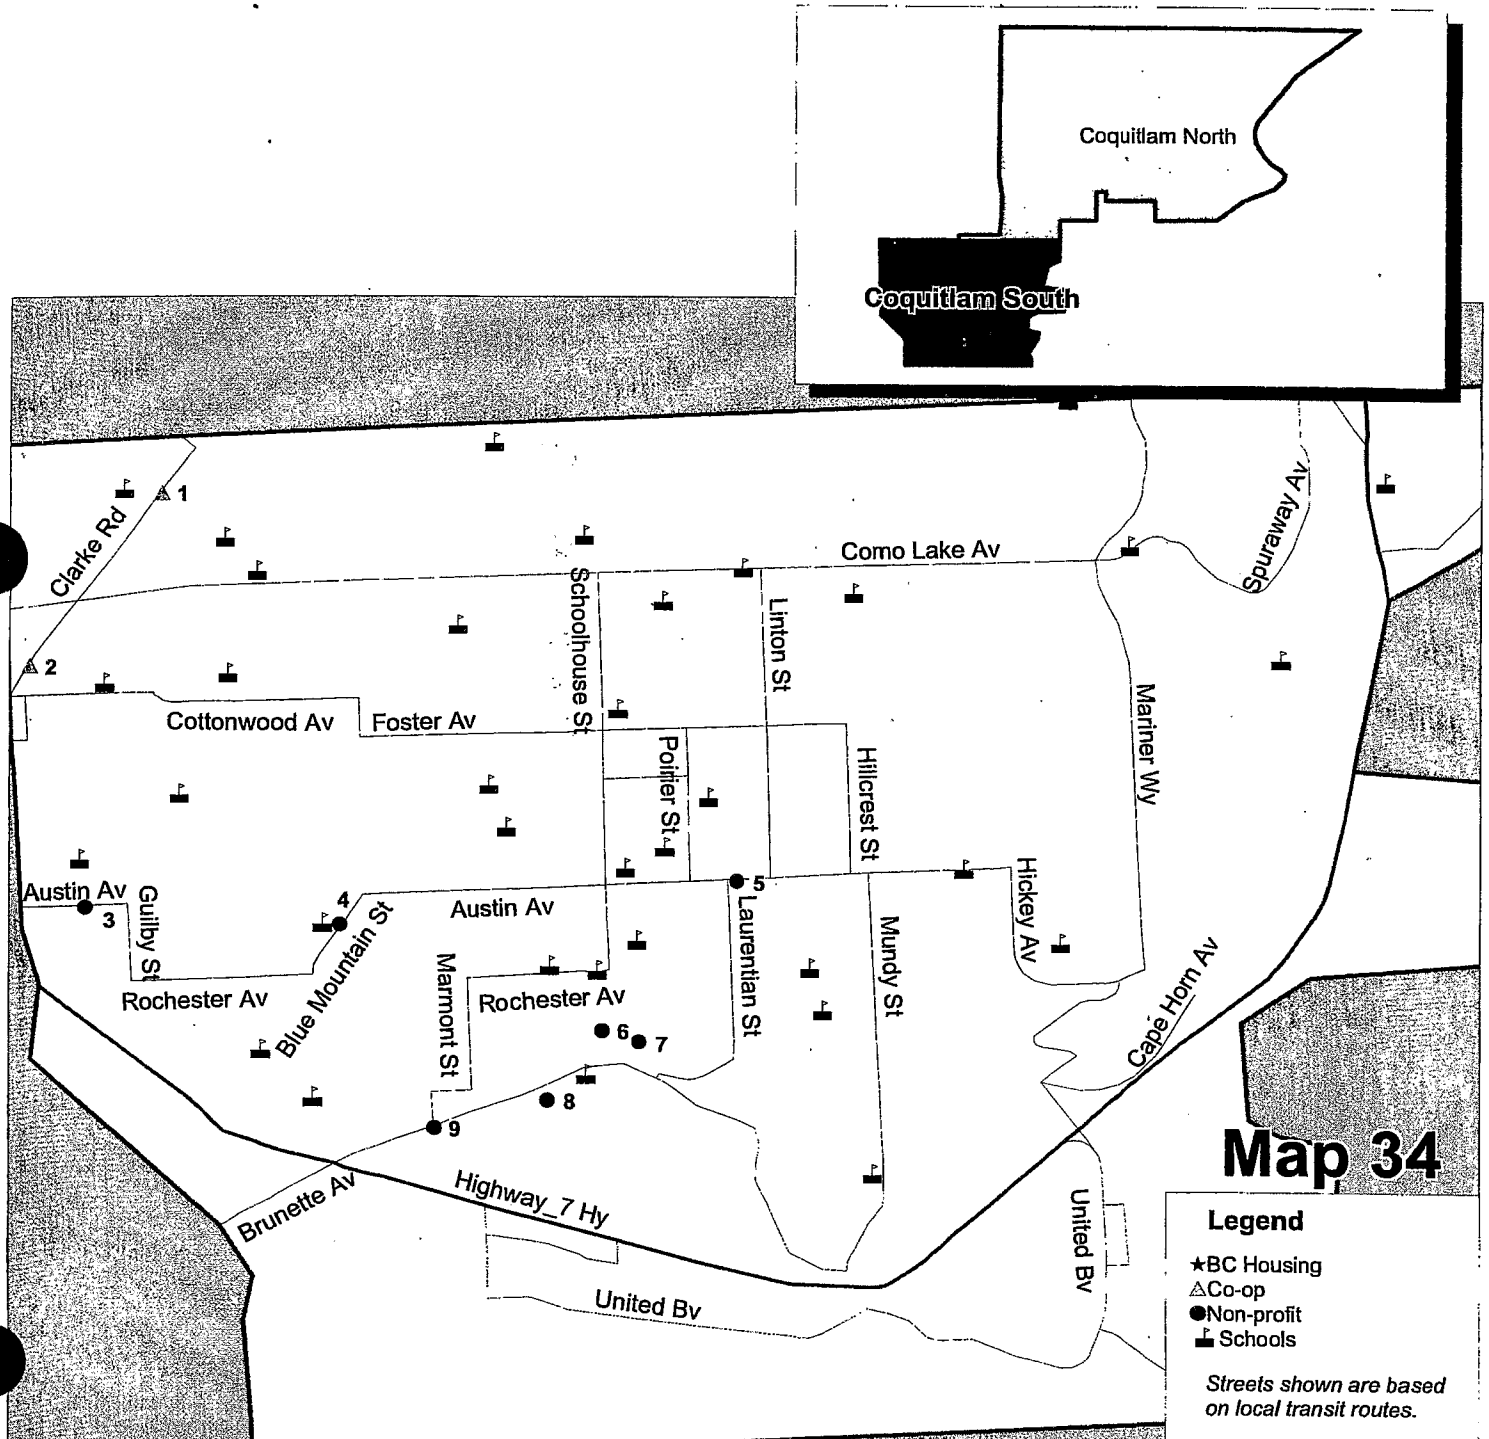 Coquitlam North
Coquitlam South
1
Clarke Rd
Spuraway Av
Como Lake Av
Schoolhouse St
Linton St
2
Mariner Wy
Cottonwood Av
Foster Av
Poirier St
Hillcrest St
Austin Av
3
Guilby St
4
Blue Mountain St
Austin Av
5
Laurentian St
Mundy St
Hickey Av
Cape Horn Av
Rochester Av
Marmont St
Rochester Av
6
7
8
9
Map 34
Brunette Av
Highway_7 Hy
United Bv
United Bv
Legend
★BC Housing
△Co-op
●Non-profit
Schools
Streets shown are based
on local transit routes.